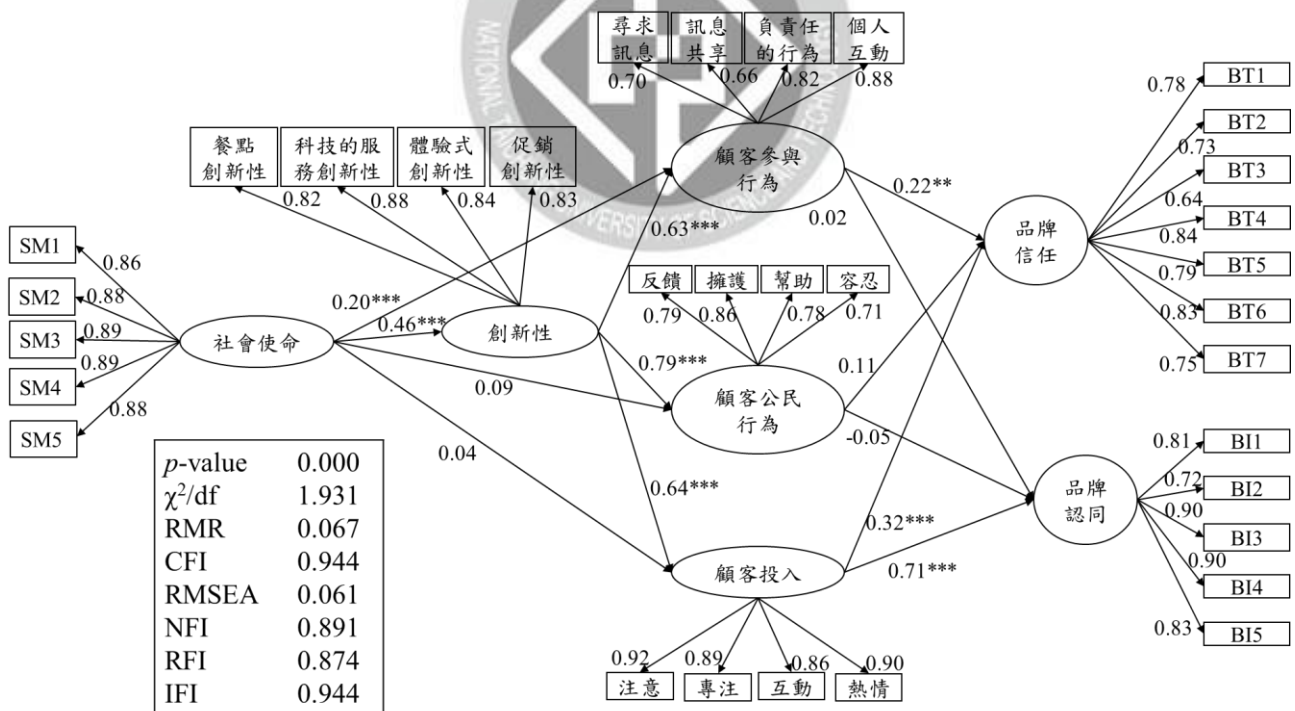 尋求
訊息
訊息
共享
負責任
的行為
個人
互動
0.70
0.66
0.82
0.88
餐點
創新性
科技的服
務創新性
體驗式
創新性
促銷
創新性
0.82
0.88
0.84
0.83
顧客參與
行為
0.22**
0.02
0.63***
SM1
SM2
SM3
SM4
SM5
0.86
0.88
0.89
0.89
0.88
社會使命
0.20***
0.46***
0.09
0.04
創新性
0.79***
0.64***
反饋
擁護
幫助
容忍
0.79
0.86
0.78
0.71
顧客公民
行為
0.11
-0.05
顧客投入
0.32***
0.71***
0.92
0.89
0.86
0.90
注意
專注
互動
熱情
品牌
信任
0.78
0.73
0.64
0.84
0.79
0.83
0.75
BT1
BT2
BT3
BT4
BT5
BT6
BT7
品牌
認同
0.81
0.72
0.90
0.90
0.83
BI1
BI2
BI3
BI4
BI5
p-value 0.000
χ²/df 1.931
RMR 0.067
CFI 0.944
RMSEA 0.061
NFI 0.891
RFI 0.874
IFI 0.944